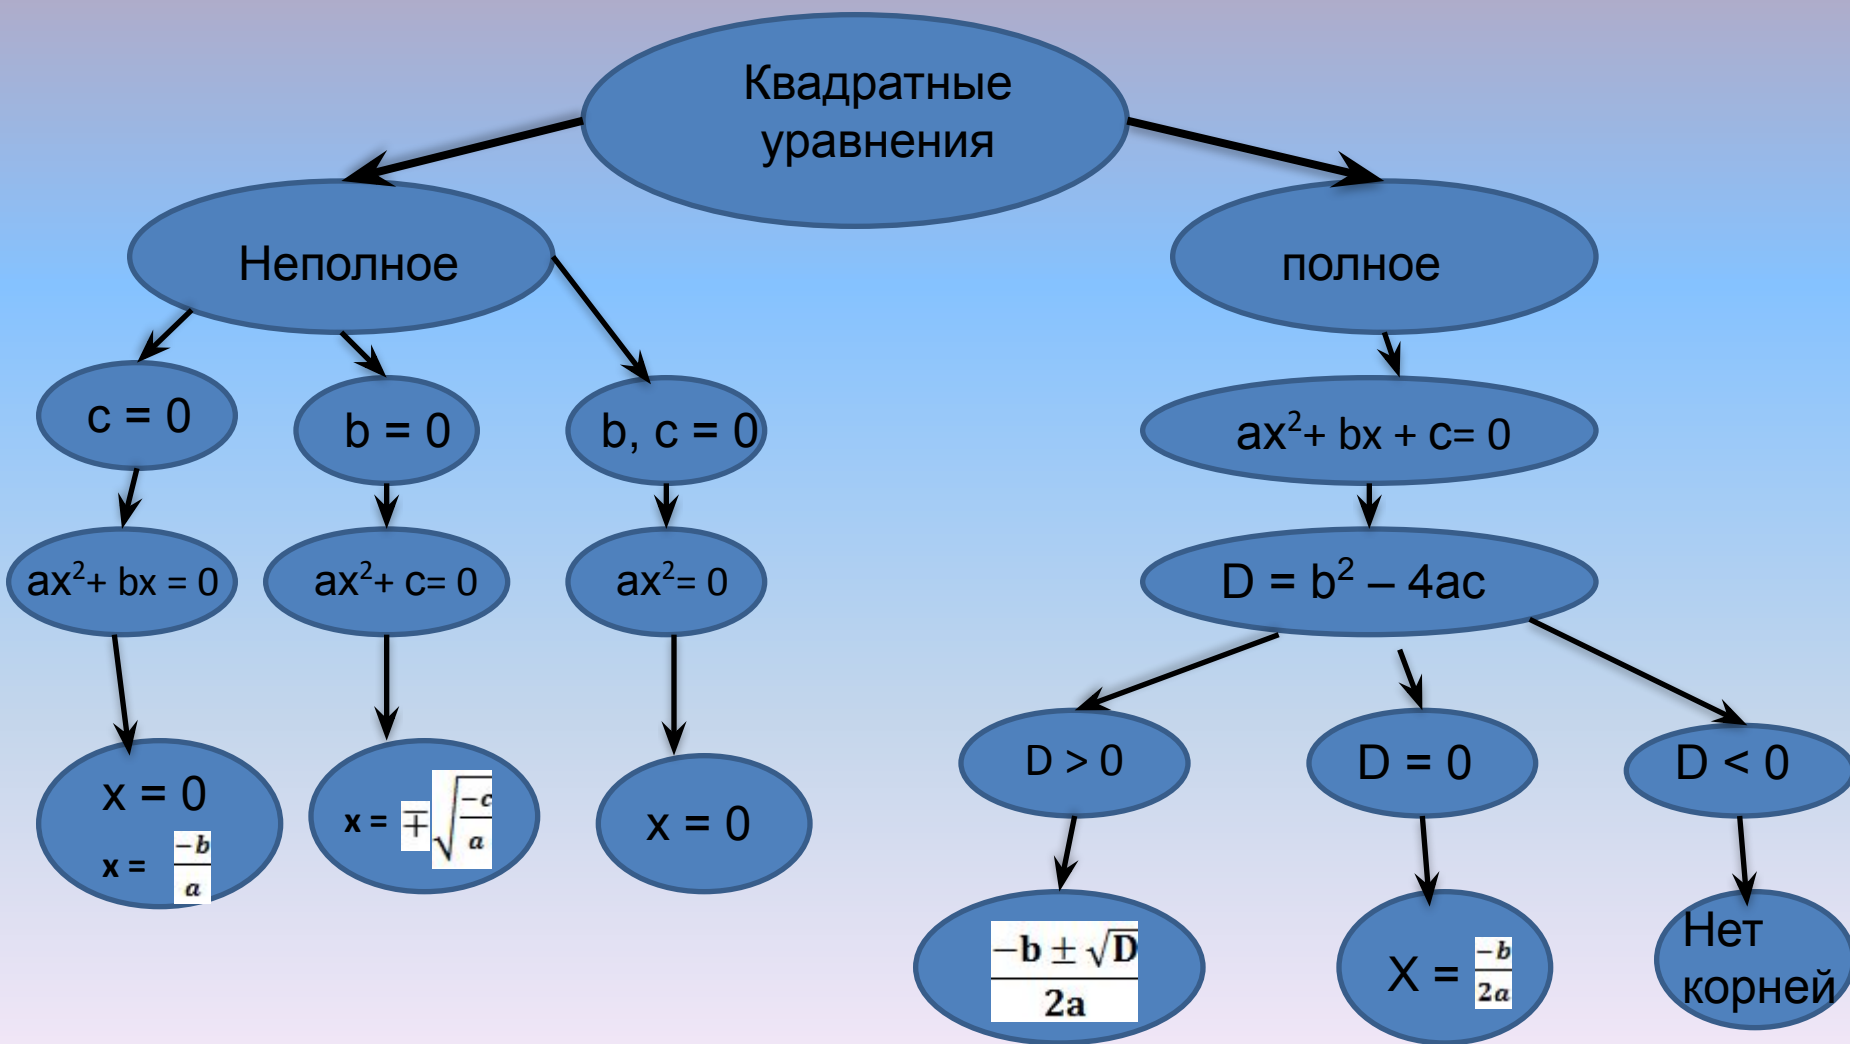 Квадратные
уравнения
Неполное
полное
c = 0
b = 0
b, c = 0
ax²+ bx + c= 0
ax²+ bx = 0
ax²+ c= 0
ax²= 0
D = b² – 4ac
x = 0
x = -b/a
x = ∓√(-c/a)
x = 0
D > 0
D = 0
D < 0
(-b ± √D)/2a
X = -b/2a
Нет
корней